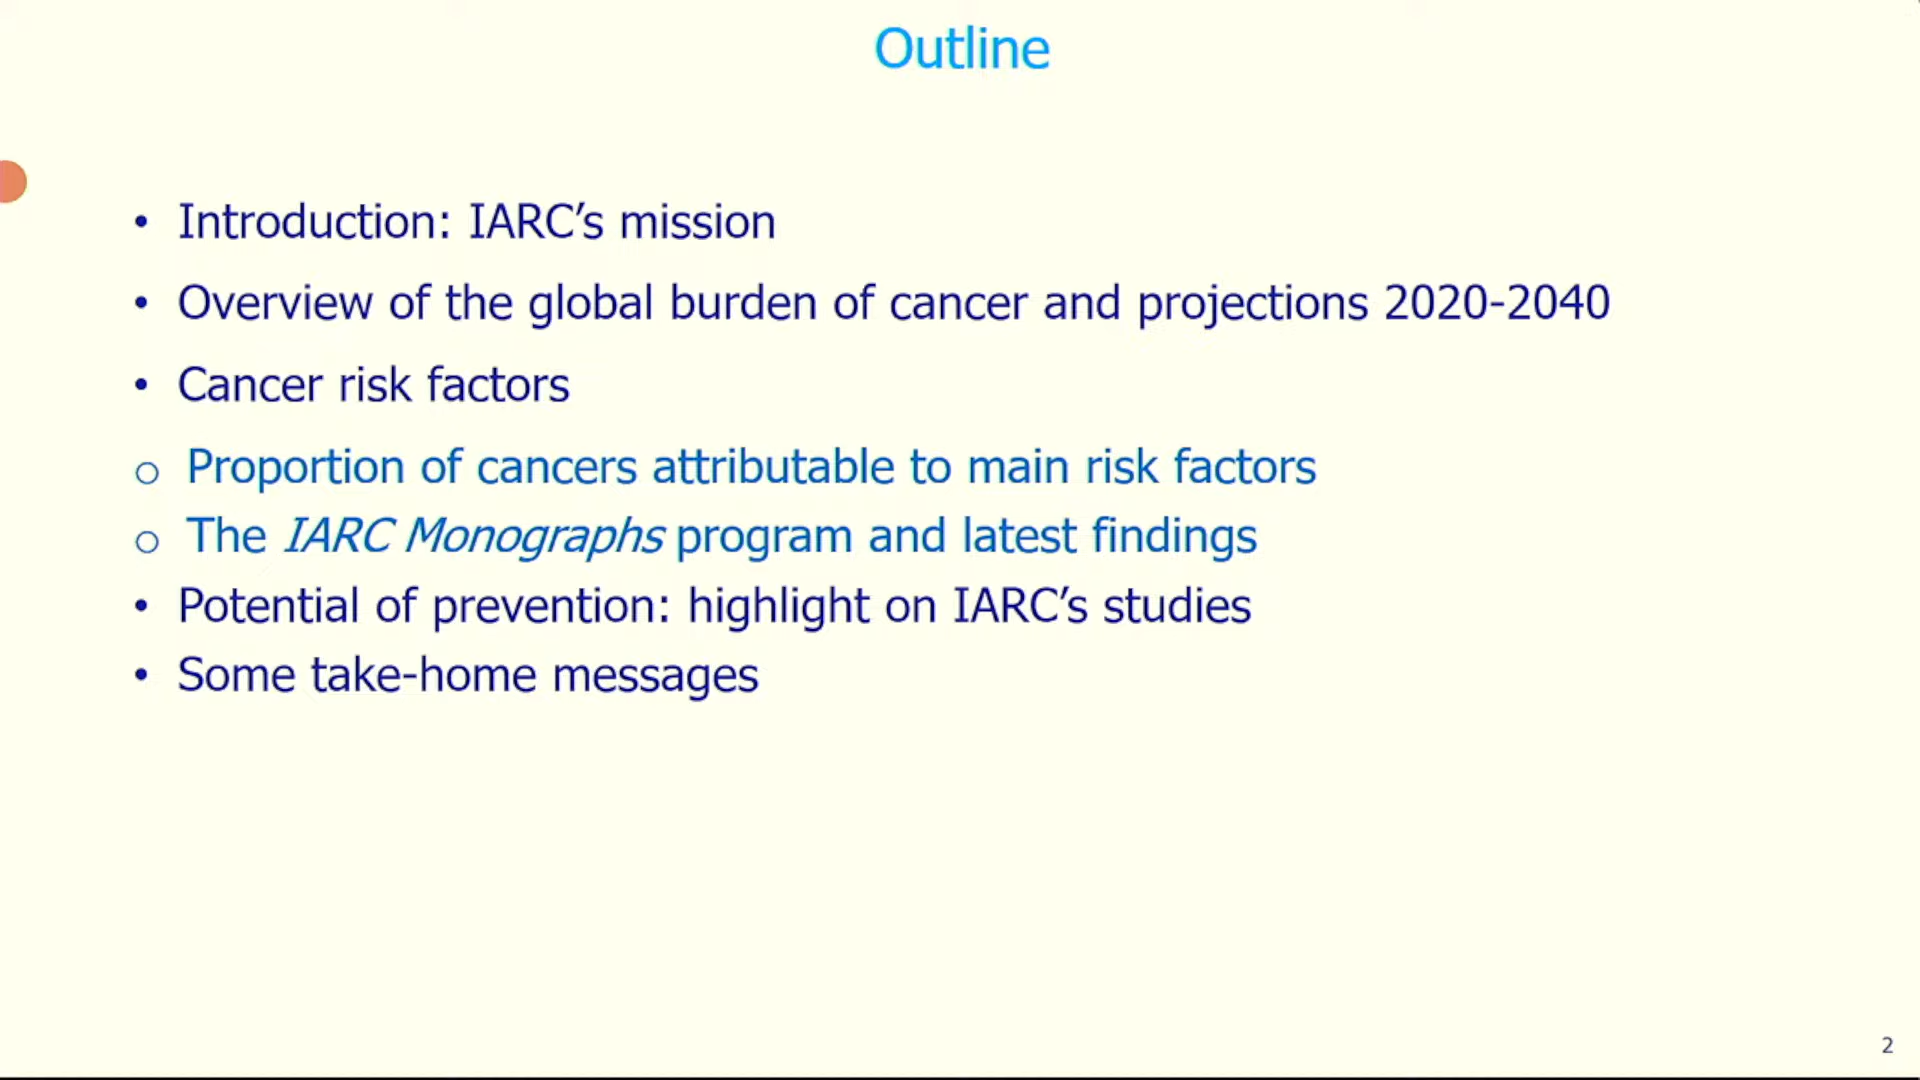 Outline
• Introduction: IARC’s mission
• Overview of the global burden of cancer and projections 2020-2040
• Cancer risk factors
o Proportion of cancers attributable to main risk factors
o The IARC Monographs program and latest findings
• Potential of prevention: highlight on IARC’s studies
• Some take-home messages
2